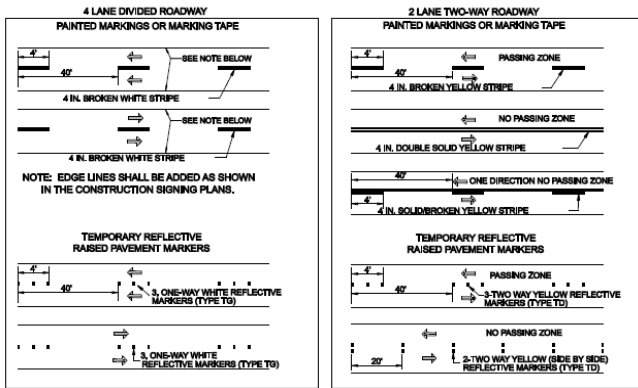 4 LANE DIVIDED ROADWAY
PAINTED MARKINGS OR MARKING TAPE
4'
40'
SEE NOTE BELOW
4 IN. BROKEN WHITE STRIPE
SEE NOTE BELOW
4 IN. BROKEN WHITE STRIPE
NOTE: EDGE LINES SHALL BE ADDED AS SHOWN
IN THE CONSTRUCTION SIGNING PLANS.
TEMPORARY REFLECTIVE
RAISED PAVEMENT MARKERS
4'
40'
3, ONE-WAY WHITE REFLECTIVE
MARKERS (TYPE TG)
3, ONE-WAY WHITE
REFLECTIVE MARKERS (TYPE TG)
2 LANE TWO-WAY ROADWAY
PAINTED MARKINGS OR MARKING TAPE
4'
PASSING ZONE
40'
4 IN. BROKEN YELLOW STRIPE
NO PASSING ZONE
4 IN. DOUBLE SOLID YELLOW STRIPE
40'
ONE DIRECTION NO PASSING ZONE
4'
4 IN. SOLID/BROKEN YELLOW STRIPE
TEMPORARY REFLECTIVE
RAISED PAVEMENT MARKERS
4'
PASSING ZONE
40'
3-TWO WAY YELLOW REFLECTIVE
MARKERS (TYPE TD)
NO PASSING ZONE
20'
2-TWO WAY YELLOW (SIDE BY SIDE)
REFLECTIVE MARKERS (TYPE TD)